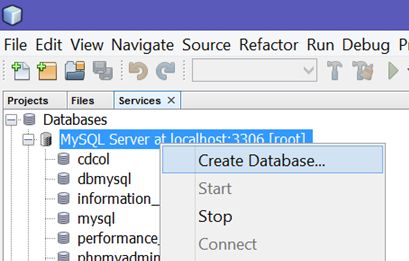 File Edit View Navigate Source Refactor Run Debug
Projects Files Services
Databases
MySQL Server at localhost:3306 [root]
cdcol
Create Database...
dbmysql
Start
information_
mysql
Stop
performance_
Connect
phpmyadmin